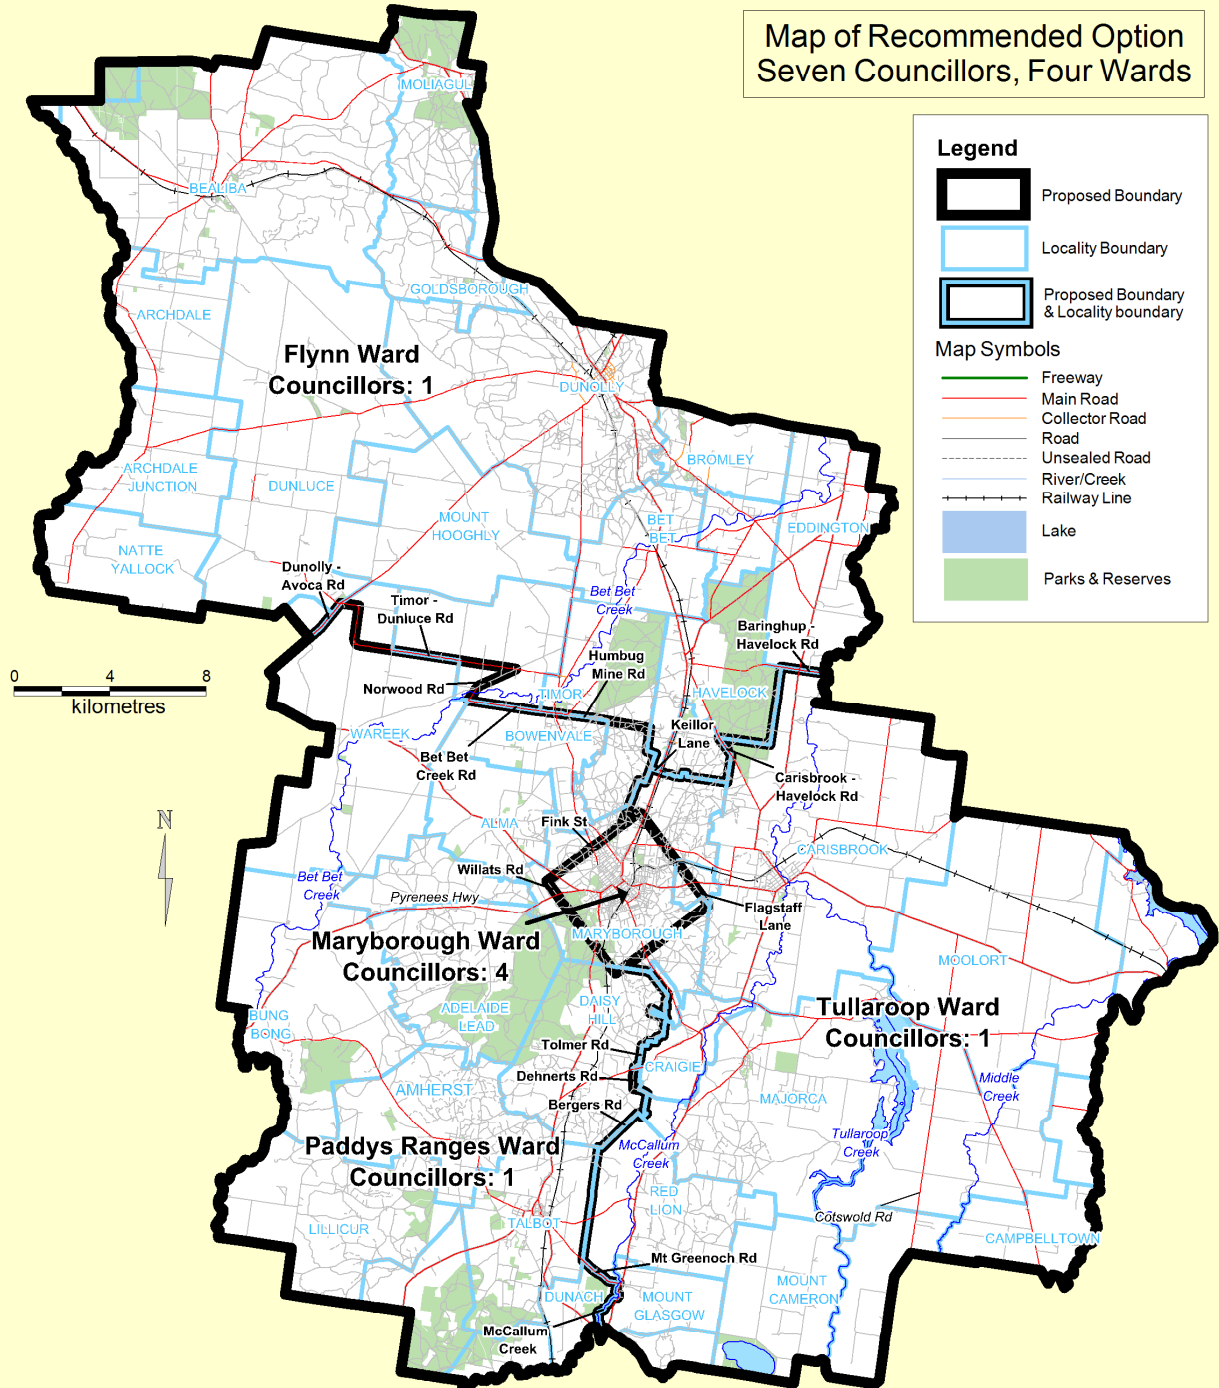 Map of Recommended Option
Seven Councillors, Four Wards
Legend
Proposed Boundary
Locality Boundary
Proposed Boundary
& Locality boundary
Map Symbols
Freeway
Main Road
Collector Road
Road
Unsealed Road
River/Creek
Railway Line
Lake
Parks & Reserves
MOLIAGUL
BEALIBA
GOLDSBOROUGH
ARCHDALE
Flynn Ward
Councillors: 1
DUNOLLY
BROMLEY
ARCHDALE
JUNCTION
DUNLUCE
MOUNT
HOOGHLY
BET
BET
EDDINGTON
NATTE
YALLOCK
Dunolly -
Avoca Rd
Timor -
Dunluce Rd
Bet Bet
Creek
Baringhup -
Havelock Rd
Humbug
Mine Rd
Norwood Rd
TIMOR
HAVELOCK
0 4 8
kilometres
WAREEK
BOWENVALE
Keillor
Lane
Bet Bet
Creek Rd
Carisbrook -
Havelock Rd
N
ALMA
Fink St
CARISBROOK
Willats Rd
Bet Bet
Creek
Pyrenees Hwy
Flagstaff
Lane
MARYBOROUGH
Maryborough Ward
Councillors: 4
MOOLORT
ADELAIDE
LEAD
DAISY
HILL
Tullaroop Ward
Councillors: 1
BUNG
BONG
Tolmer Rd
CRAIGIE
Dehnerts Rd
AMHERST
Bergers Rd
MAJORCA
Middle
Creek
Paddys Ranges Ward
Councillors: 1
McCallum
Creek
Tullaroop
Creek
RED
LION
LILLICUR
TALBOT
Cotswold Rd
CAMPBELLTOWN
Mt Greenoch Rd
DUNACH
MOUNT
GLASGOW
MOUNT
CAMERON
McCallum
Creek